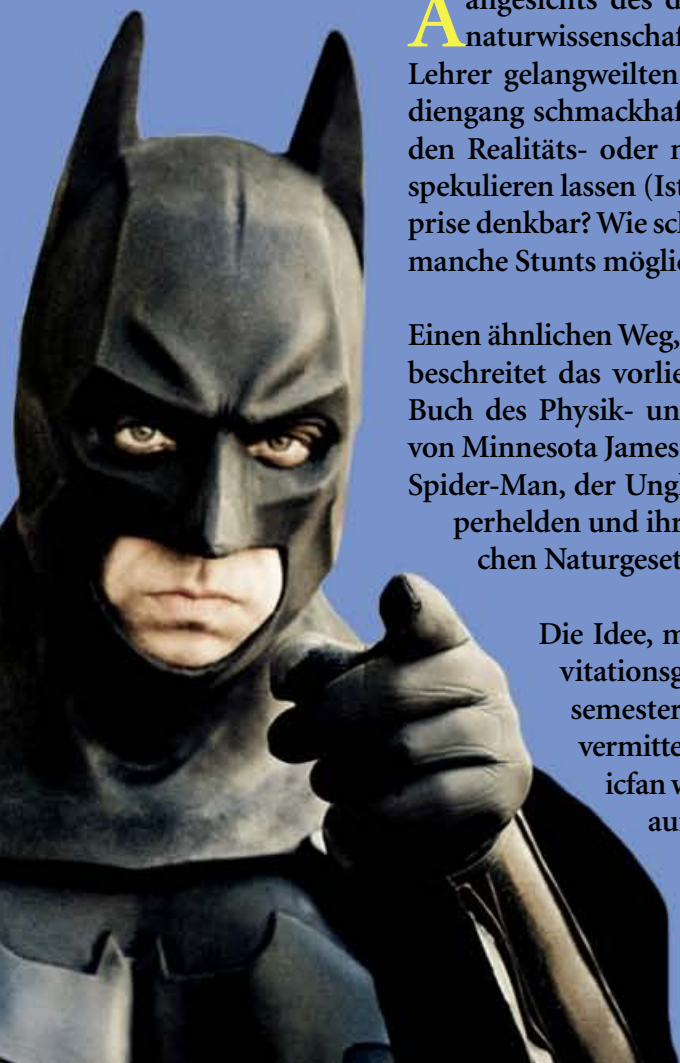 A angesichts des d
naturwissenschaf
Lehrer gelangweilten
diengang schmackhaf
den Realitäts- oder
spekulieren lassen (Ist
prise denkbar? Wie sch
manche Stunts möglic
Einen ähnlichen Weg,
beschreitet das vorlie
Buch des Physik- un
von Minnesota James
Spider-Man, der Ungl
perhelden und ihr
chen Naturgeset
Die Idee, m
vitationsg
semester
vermitte
icfan w
au